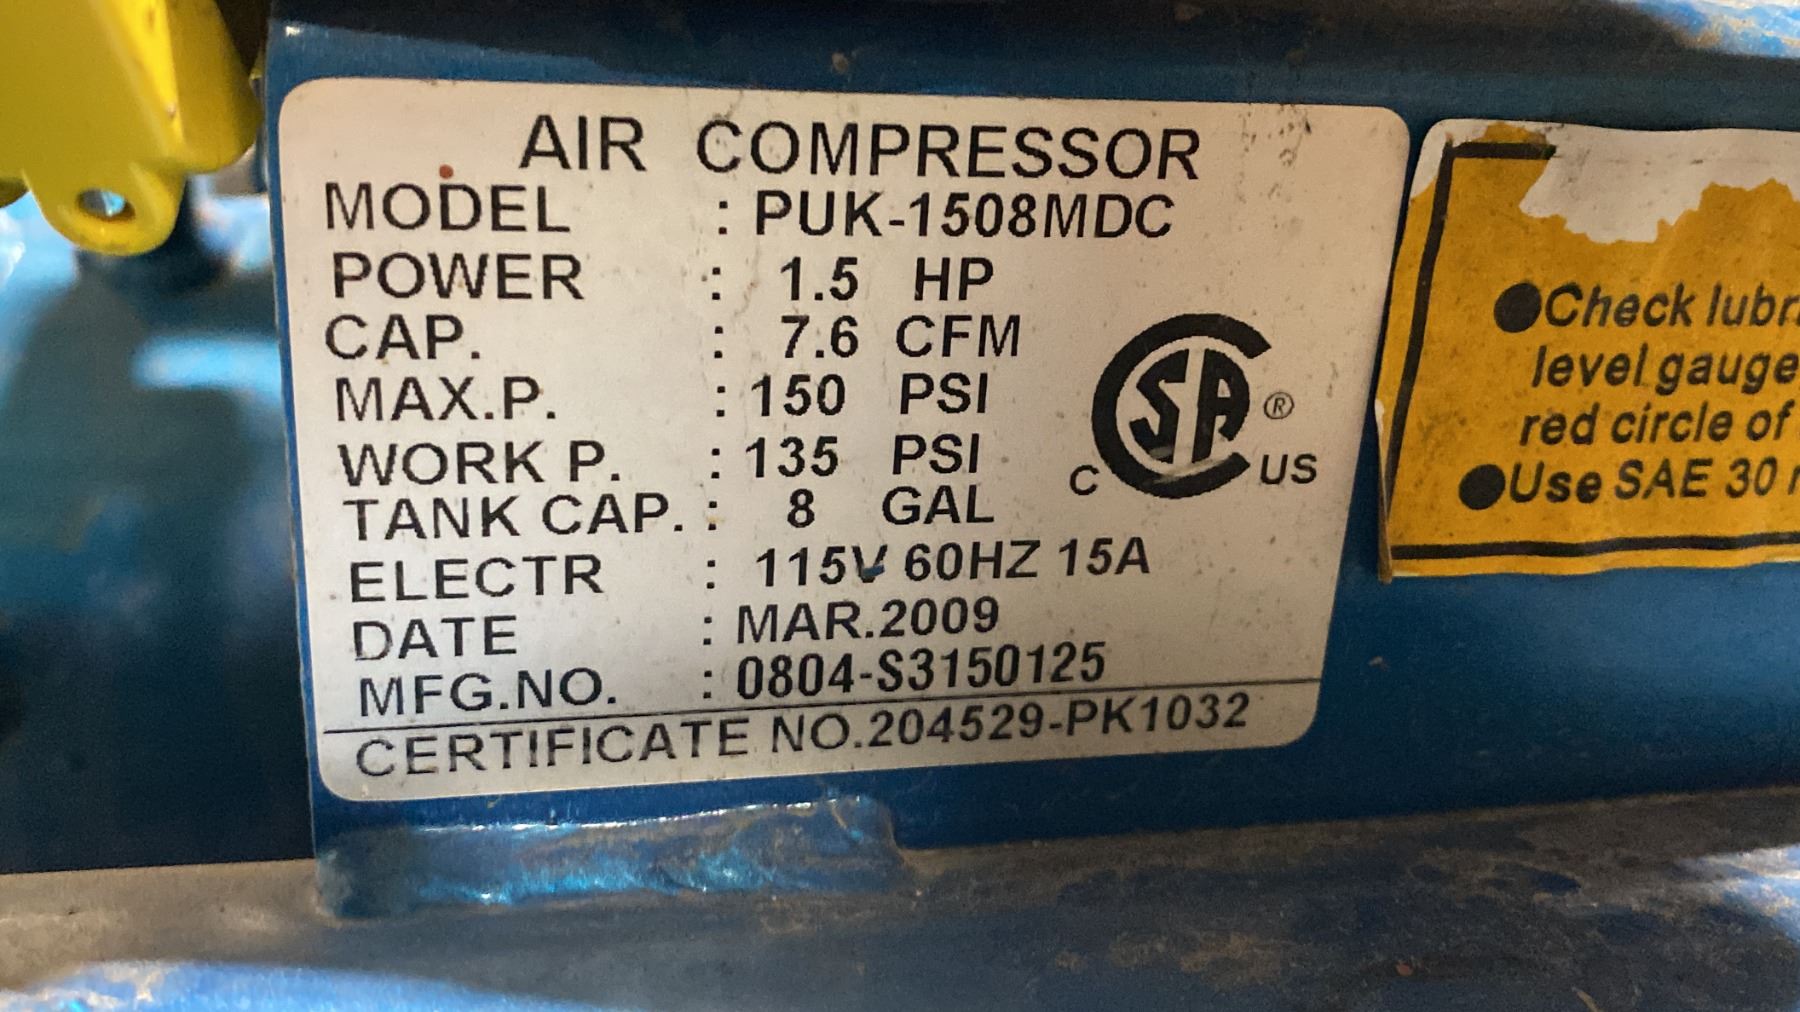 AIR COMPRESSOR
MODEL : PUK-1508MDC
POWER : 1.5 HP
CAP. : 7.6 CFM
MAX.P. : 150 PSI
WORK P. : 135 PSI
TANK CAP. : 8 GAL
ELECTR : 115V 60HZ 15A
DATE : MAR.2009
MFG.NO. : 0804-S3150125
CERTIFICATE NO.204529-PK1032
C SA ® US
●Check
level gauge
red circle of
●Use SAE 30